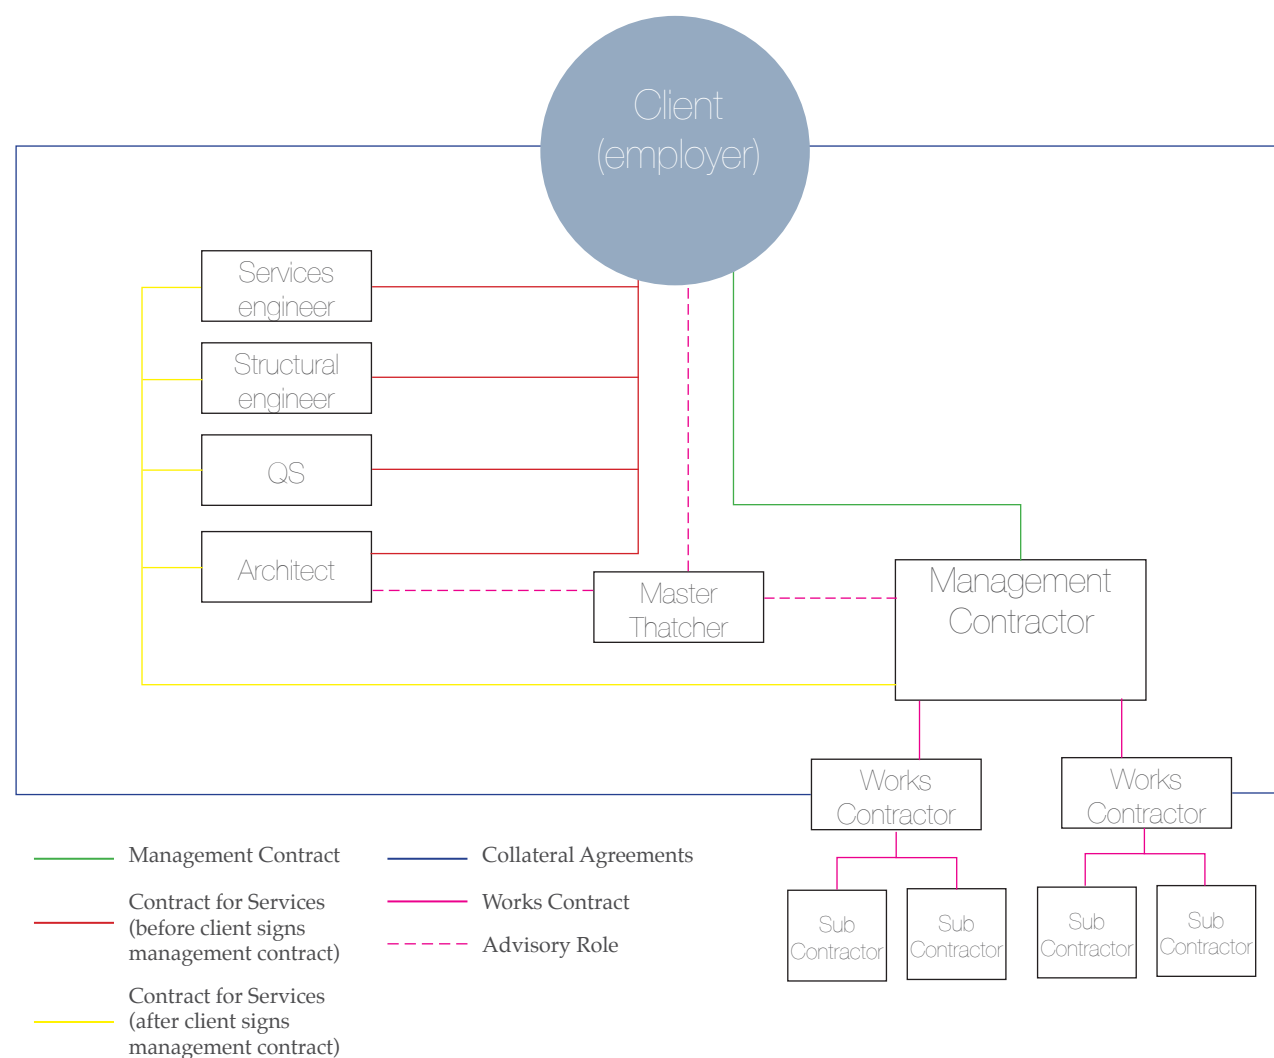 Client
(employer)
Services
engineer
Structural
engineer
QS
Architect
Master
Thatcher
Management
Contractor
Works
Contractor
Works
Contractor
Sub
Contractor
Sub
Contractor
Sub
Contractor
Sub
Contractor
Management Contract
Contract for Services
(before client signs
management contract)
Contract for Services
(after client signs
management contract)
Collateral Agreements
Works Contract
Advisory Role